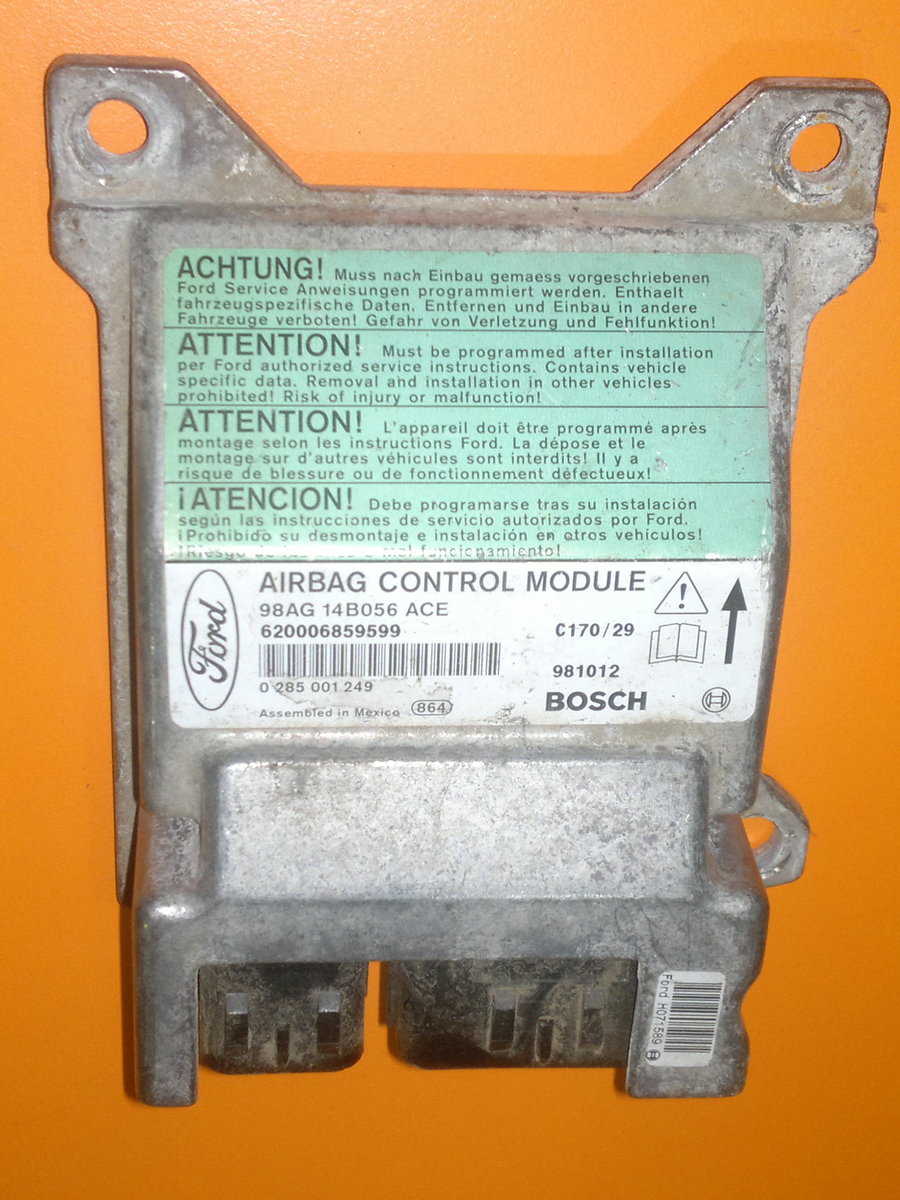 ACHTUNG! Muss nach Einbau gemaess vorgeschriebenen
Ford Service Anweisungen programmiert werden. Enthaelt
fahrzeugspezifische Daten. Entfernen und Einbau in andere
Fahrzeuge verboten! Gefahr von Verletzung und Fehlfunktion!
ATTENTION! Must be programmed after installation
per Ford authorized service instructions. Contains vehicle
specific data. Removal and installation in other vehicles
prohibited! Risk of injury or malfunction!
ATTENTION! L'appareil doit être programmé après
montage selon les instructions Ford. La dépose et le
montage sur d'autres véhicules sont interdits! Il y a
risque de blessure ou de fonctionnement défectueux!
¡ATENCION! Debe programarse tras su instalación
según las instrucciones de servicio autorizados por Ford.
¡Prohibido su desmontaje e instalación en otros vehículos!
¡Riesgo de mal funcionamiento!
Ford
AIRBAG CONTROL MODULE
98AG 14B056 ACE
620006859599
C170/29
981012
0 285 001 249
BOSCH
Assembled in Mexico 864
Ford H071589